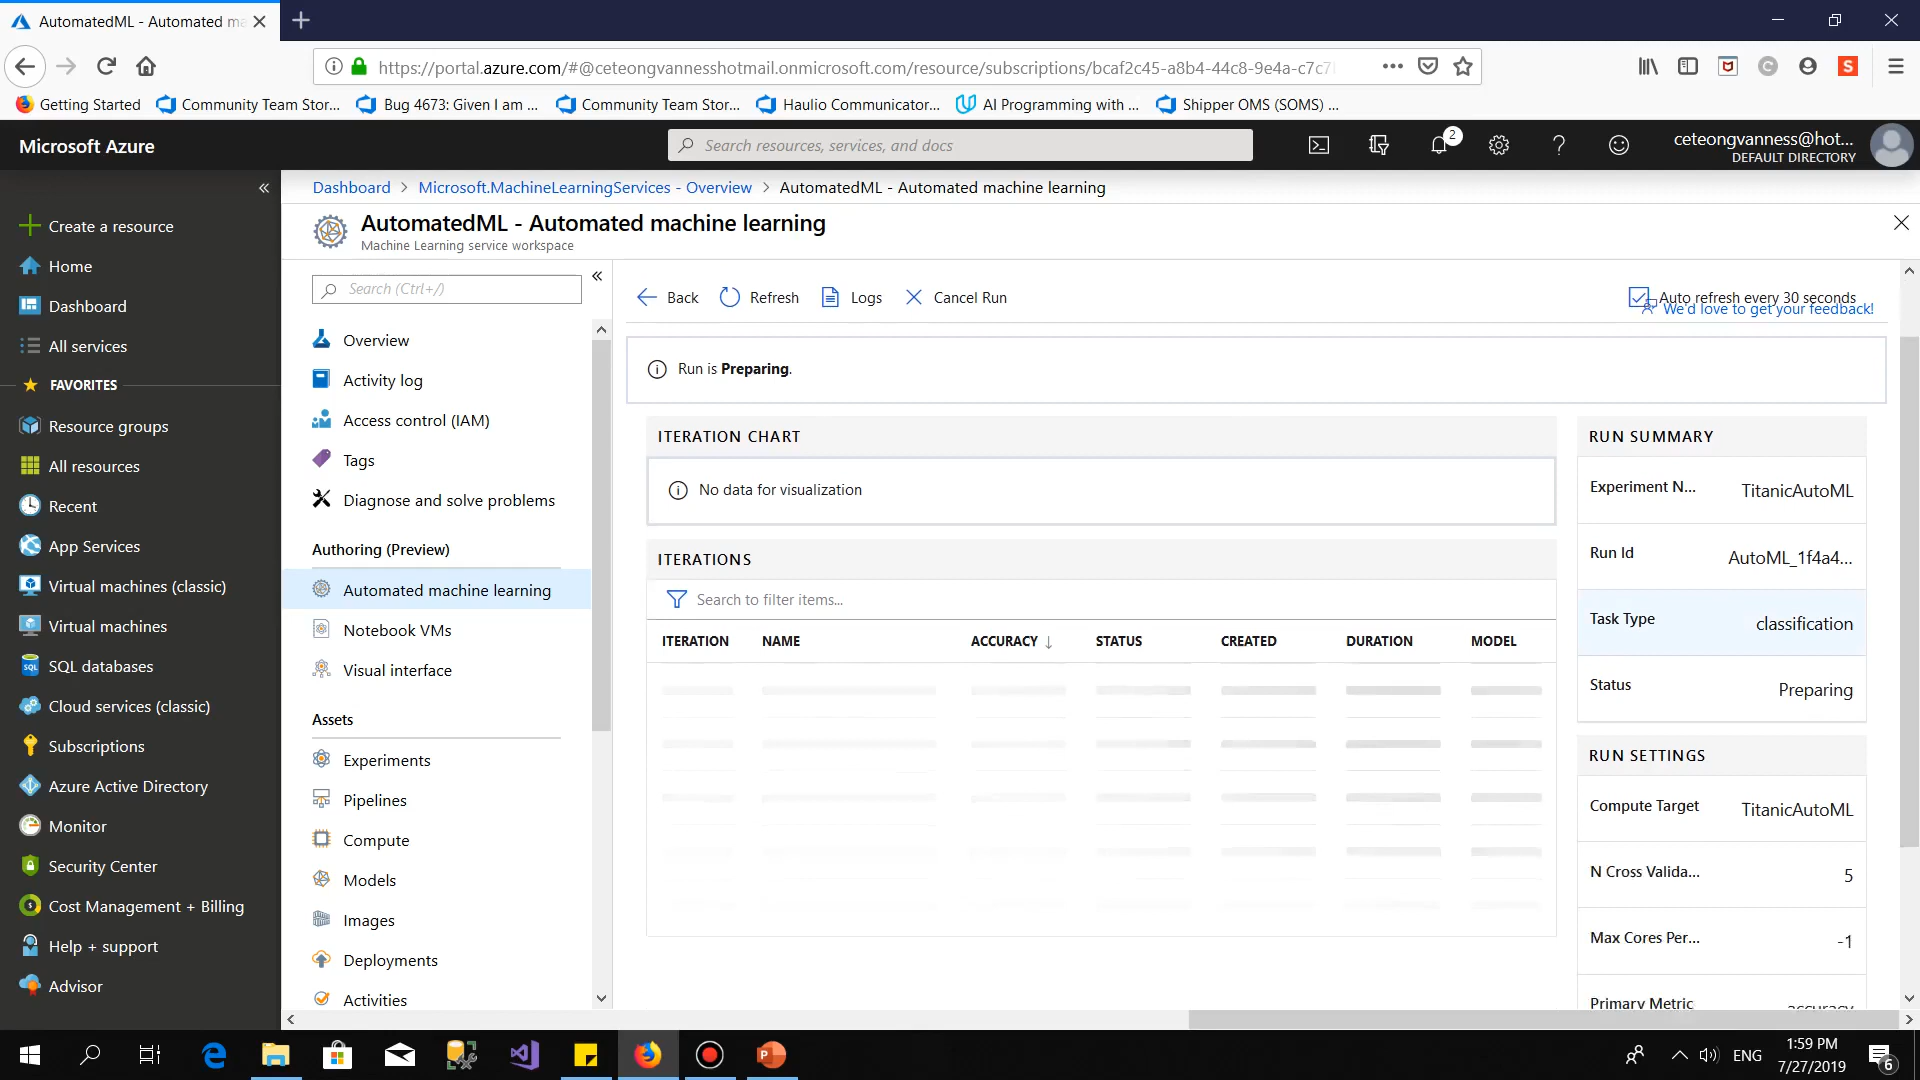 AutomatedML - Automated ma
https://portal.azure.com/#@ceteongvannesshotmail.onmicrosoft.com/resource/subscriptions/bcaf2c45-a8b4-44c8-9e4a-c7c7
Getting Started
Community Team Stor...
Bug 4673: Given I am ...
Community Team Stor...
Haulio Communicator...
AI Programming with ...
Shipper OMS (SOMS) ...
Microsoft Azure
Search resources, services, and docs
2
ceteongvanness@hot...
DEFAULT DIRECTORY
Dashboard > Microsoft.MachineLearningServices - Overview > AutomatedML - Automated machine learning
AutomatedML - Automated machine learning
Machine Learning service workspace
Create a resource
Home
Dashboard
All services
FAVORITES
Resource groups
All resources
Recent
App Services
Virtual machines (classic)
Virtual machines
SQL databases
Cloud services (classic)
Subscriptions
Azure Active Directory
Monitor
Security Center
Cost Management + Billing
Help + support
Advisor
Search (Ctrl+/)
Overview
Activity log
Access control (IAM)
Tags
Diagnose and solve problems
Authoring (Preview)
Automated machine learning
Notebook VMs
Visual interface
Assets
Experiments
Pipelines
Compute
Models
Images
Deployments
Activities
Back
Refresh
Logs
Cancel Run
Auto refresh every 30 seconds
We'd love to get your feedback!
Run is Preparing.
ITERATION CHART
No data for visualization
ITERATIONS
Search to filter items...
ITERATION NAME ACCURACY STATUS CREATED DURATION MODEL
RUN SUMMARY
Experiment N... TitanicAutoML
Run Id AutoML_1f4a4...
Task Type classification
Status Preparing
RUN SETTINGS
Compute Target TitanicAutoML
N Cross Valida... 5
Max Cores Per... -1
Primary Metric accuracy
ENG
1:59 PM
7/27/2019
6